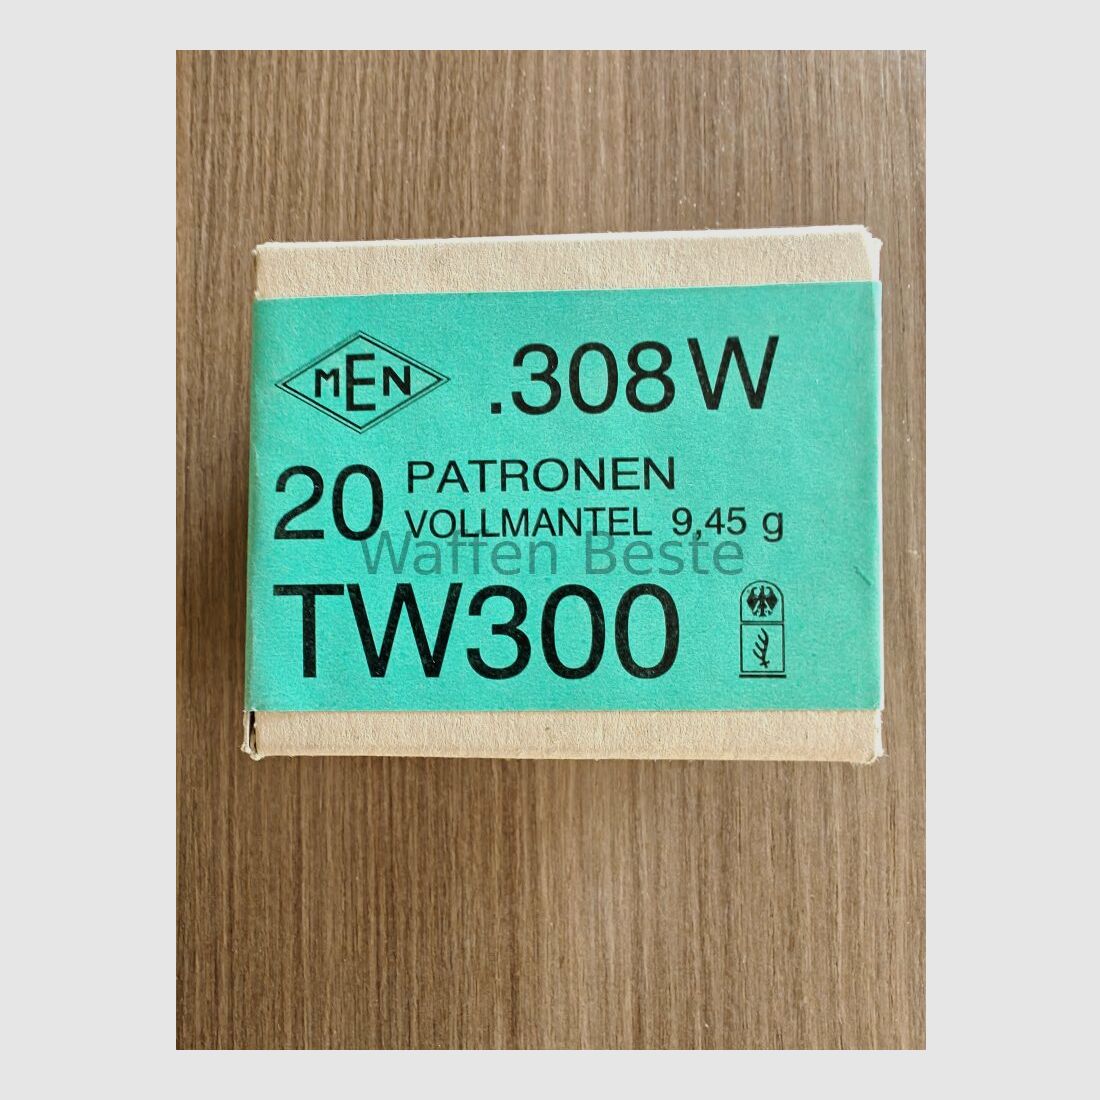 MEN
.308 W
20 PATRONEN
VOLLMANTEL 9,45 g
Waffen Beste
TW300